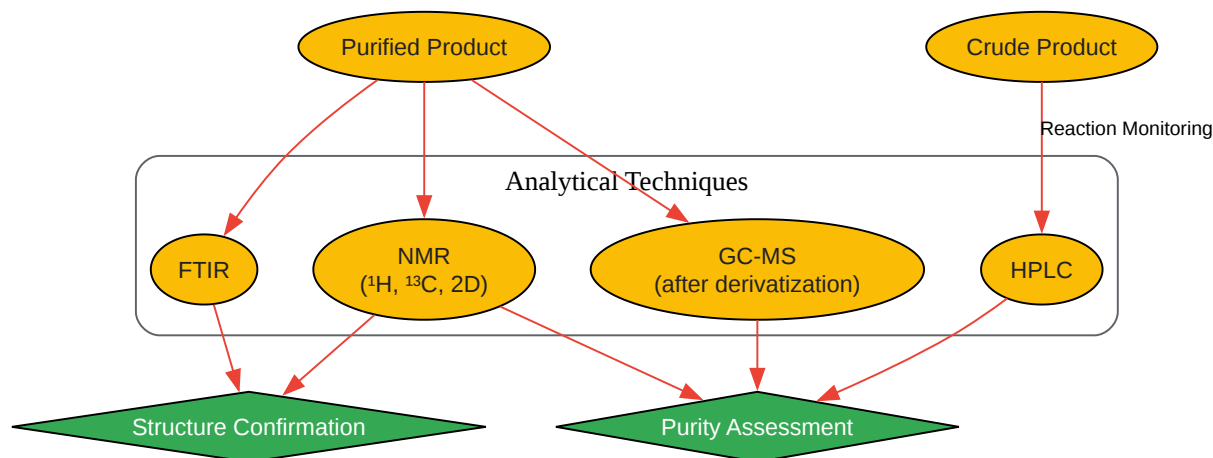 Purified Product
Crude Product
Reaction Monitoring
Analytical Techniques
FTIR
NMR
(¹H, ¹³C, 2D)
GC-MS
(after derivatization)
HPLC
Structure Confirmation
Purity Assessment